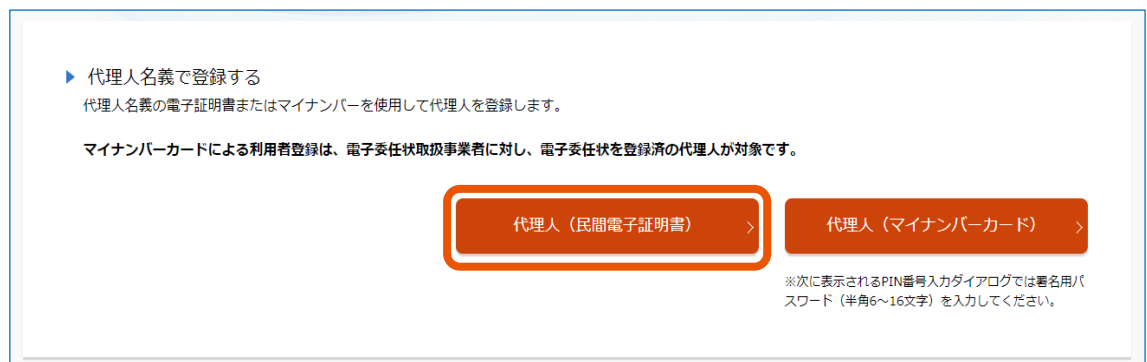 代理人名義で登録する
代理人名義の電子証明書またはマイナンバーを使用して代理人を登録します。
マイナンバーカードによる利用者登録は、電子委任状取扱事業者に対し、電子委任状を登録済の代理人が対象です。
代理人（民間電子証明書）
代理人（マイナンバーカード）
※次に表示されるPIN番号入力ダイアログでは署名用パ
スワード（半角6～16文字）を入力してください。